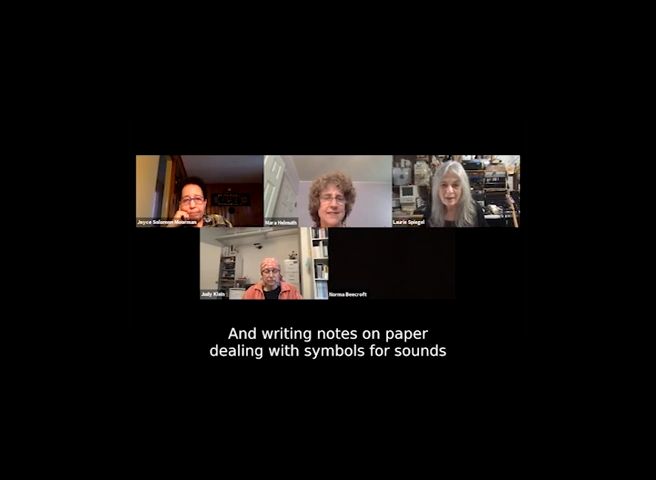 Joyce Solomon Moorman
Mara Helmuth
Laurie Spiegel
Judy Klein
Norma Beecroft
And writing notes on paper
dealing with symbols for sounds